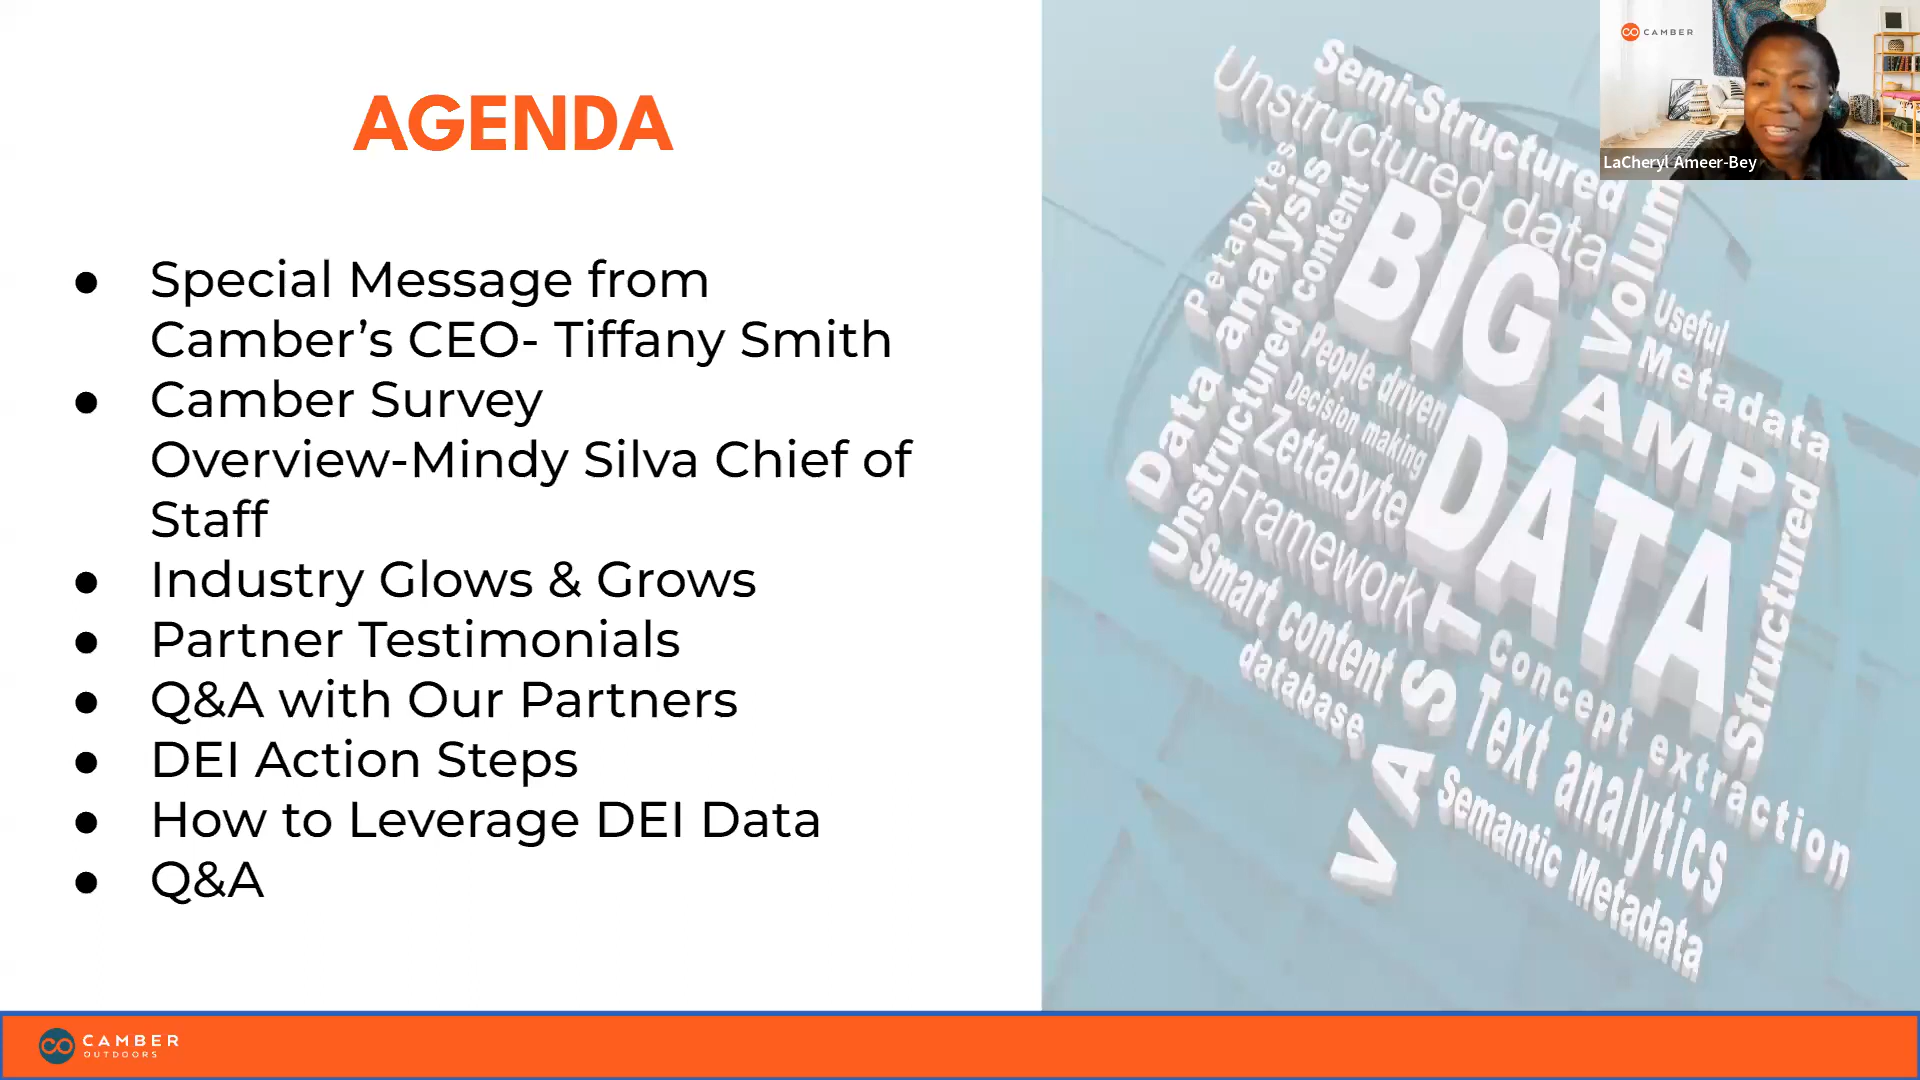 AGENDA
● Special Message from
Camber’s CEO- Tiffany Smith
● Camber Survey
Overview-Mindy Silva Chief of
Staff
● Industry Glows & Grows
● Partner Testimonials
● Q&A with Our Partners
● DEI Action Steps
● How to Leverage DEI Data
● Q&A
Semi-Structured
Unstructured data
Petabytes
analysis
content
BIG
Volum
Useful
Metadata
People driven
Decision making
AMP
Data
Unstructured
Zettabyte
DATA
Framework
Structured
Smart content
database
VAST
Concept extraction
Text analytics
Semantic Metadata
CAMBER
LaCheryl Ameer-Bey
CAMBER
OUTDOORS